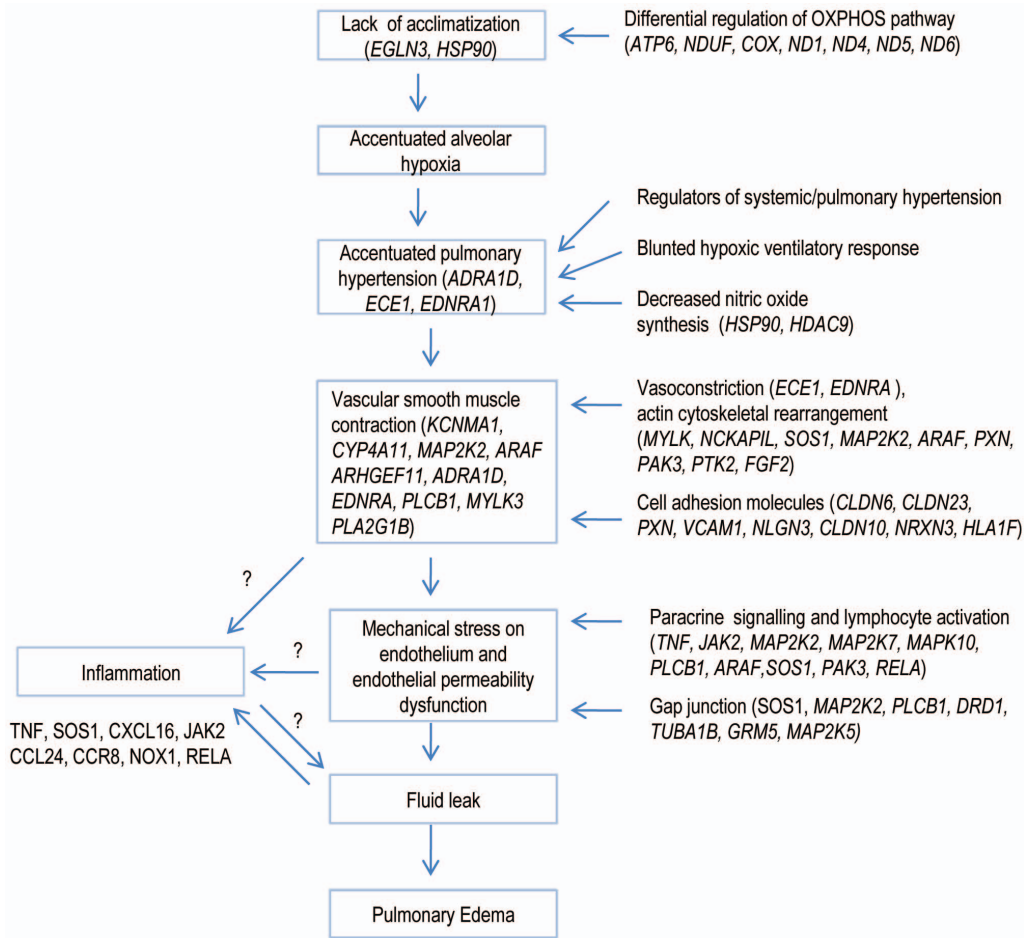 Lack of acclimatization
(EGLN3, HSP90)
Differential regulation of OXPHOS pathway
(ATP6, NDUF, COX, ND1, ND4, ND5, ND6)
Accentuated alveolar
hypoxia
Regulators of systemic/pulmonary hypertension
Accentuated pulmonary
hypertension (ADRA1D,
ECE1, EDNRA1)
Blunted hypoxic ventilatory response
Decreased nitric oxide
synthesis (HSP90, HDAC9)
Vascular smooth muscle
contraction (KCNMA1,
CYP4A11, MAP2K2, ARAF
ARHGEF11, ADRA1D,
EDNRA, PLCB1, MYLK3
PLA2G1B)
Vasoconstriction (ECE1, EDNRA ),
actin cytoskeletal rearrangement
(MYLK, NCKAPIL, SOS1, MAP2K2, ARAF, PXN,
PAK3, PTK2, FGF2)
Cell adhesion molecules (CLDN6, CLDN23,
PXN, VCAM1, NLGN3, CLDN10, NRXN3, HLA1F)
?
Mechanical stress on
endothelium and
endothelial permeability
dysfunction
Paracrine signalling and lymphocyte activation
(TNF, JAK2, MAP2K2, MAP2K7, MAPK10,
PLCB1, ARAF,SOS1, PAK3, RELA)
Gap junction (SOS1, MAP2K2, PLCB1, DRD1,
TUBA1B, GRM5, MAP2K5)
?
Inflammation
TNF, SOS1, CXCL16, JAK2
CCL24, CCR8, NOX1, RELA
?
Fluid leak
Pulmonary Edema